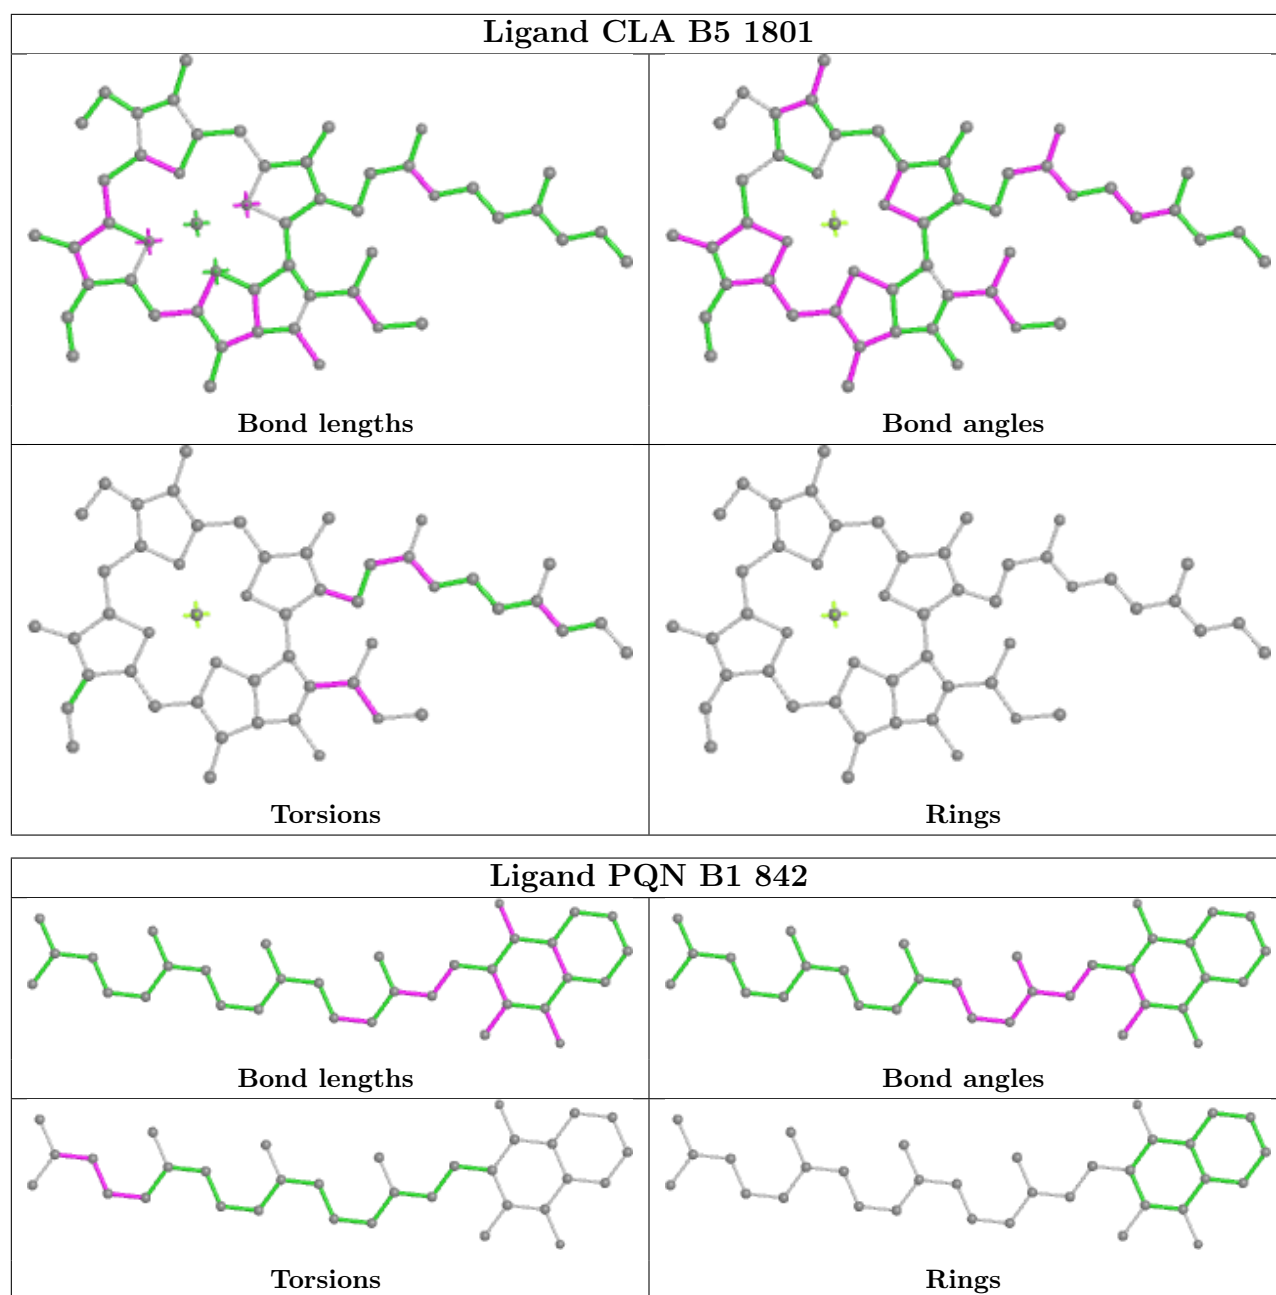 Ligand CLA B5 1801
Bond lengths
Bond angles
Torsions
Rings
Ligand PQN B1 842
Bond lengths
Bond angles
Torsions
Rings